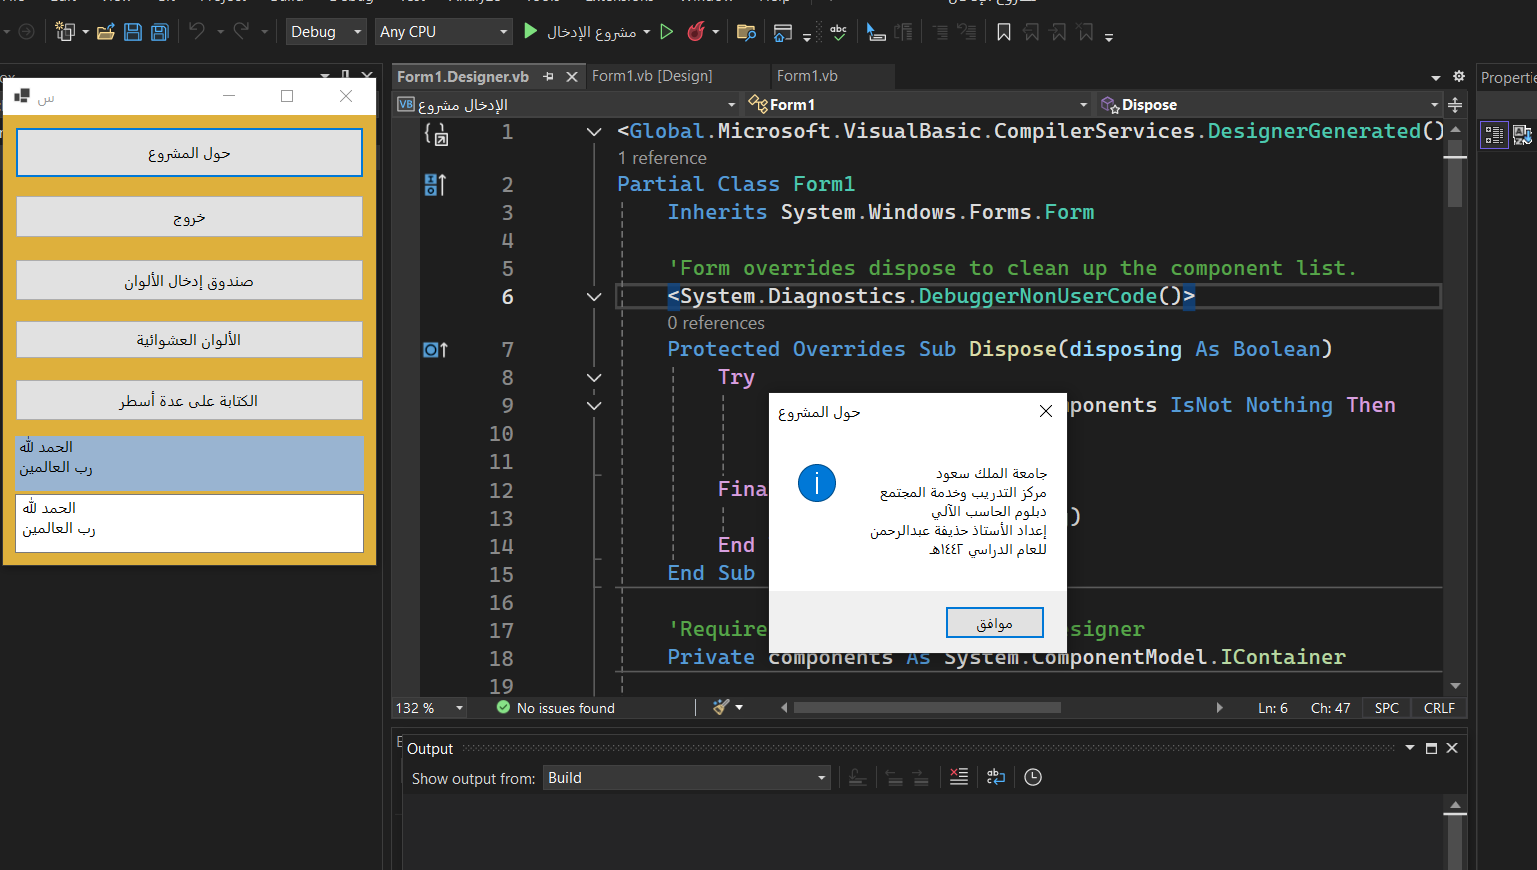 Debug
Any CPU
مشروع الإدخال
س
حول المشروع
خروج
صندوق إدخال الألوان
الألوان العشوائية
الكتابة على عدة أسطر
الحمد لله
رب العالمين
الحمد لله
رب العالمين
Form1.Designer.vb
Form1.vb [Design]
Form1.vb
VB الإدخال مشروع
Form1
Dispose
1 <Global.Microsoft.VisualBasic.CompilerServices.DesignerGenerated()
1 reference
2 Partial Class Form1
3 Inherits System.Windows.Forms.Form
4
5 'Form overrides dispose to clean up the component list.
6 <System.Diagnostics.DebuggerNonUserCode()>
0 references
7 Protected Overrides Sub Dispose(disposing As Boolean)
8 Try
9 ponents IsNot Nothing Then
10
11
12 Fina
13 )
14 End
15 End Sub
16
17 'Require signer
18 Private components As System.ComponentModel.IContainer
19
حول المشروع
جامعة الملك سعود
مركز التدريب وخدمة المجتمع
دبلوم الحاسب الآلي
إعداد الأستاذ حذيفة عبدالرحمن
للعام الدراسي ١٤٤٢هـ
موافق
132 %
No issues found
Ln: 6
Ch: 47
SPC
CRLF
Output
Show output from: Build
Properti